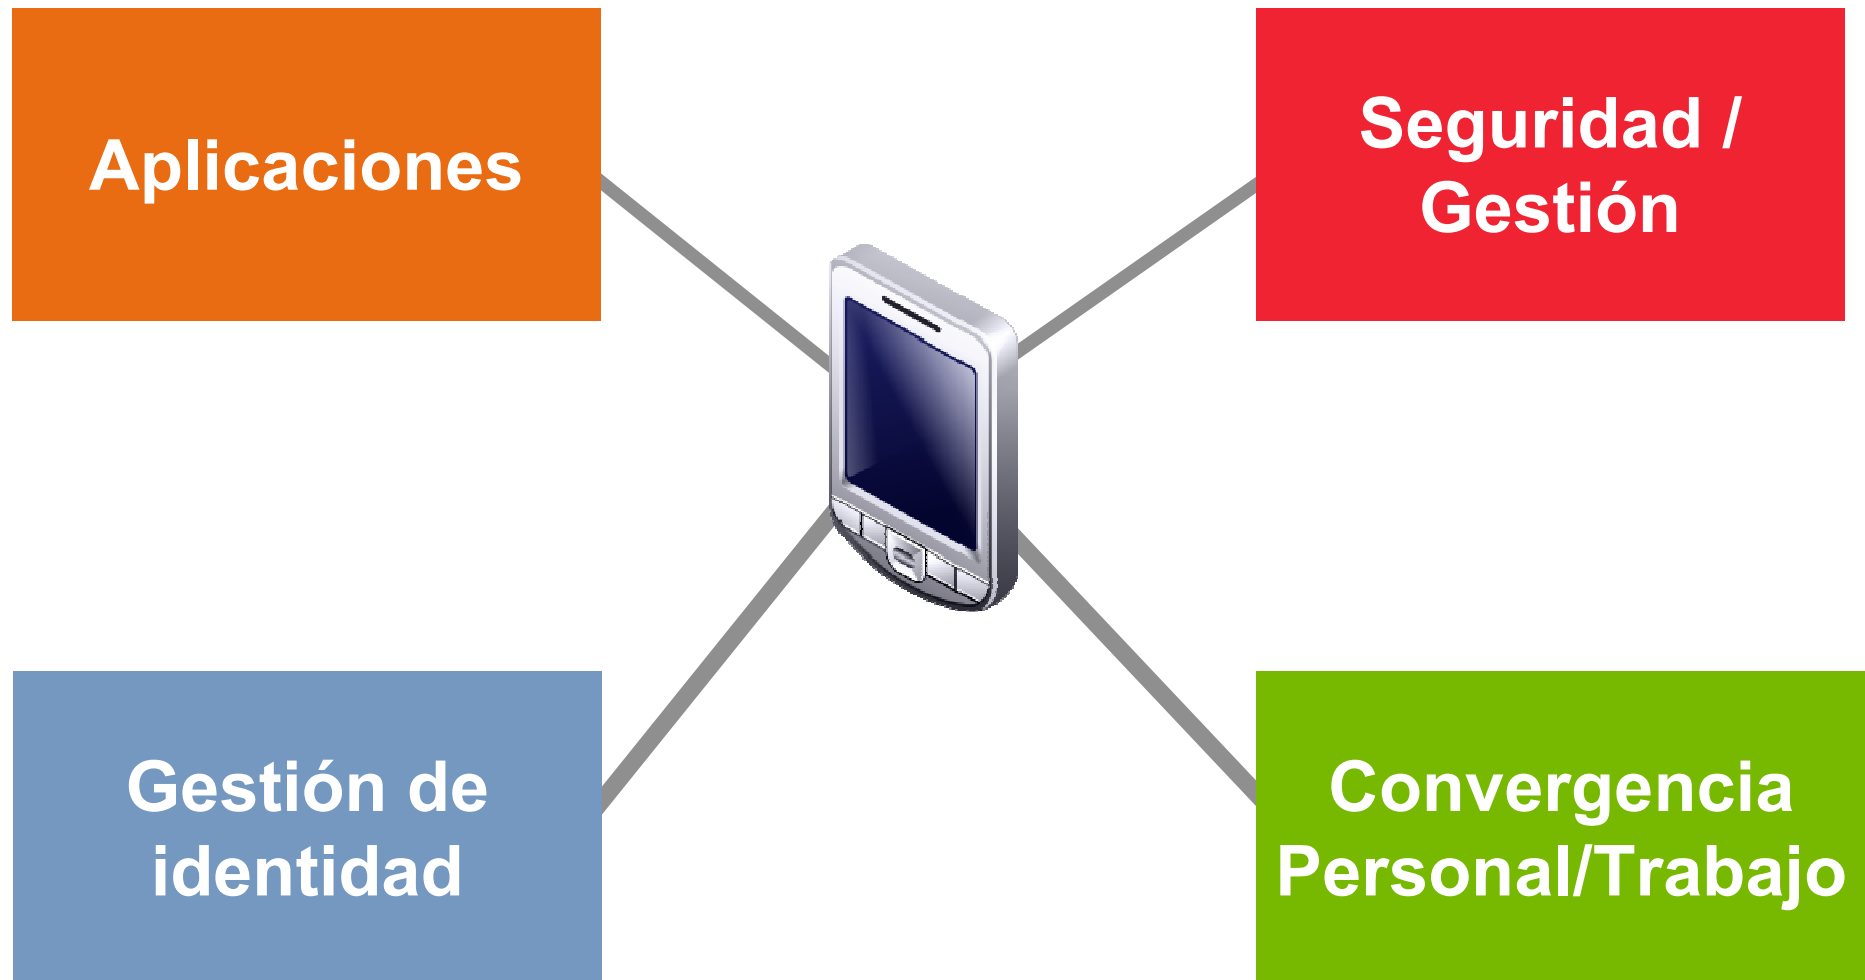 Aplicaciones
Seguridad /
Gestión
Gestión de
identidad
Convergencia
Personal/Trabajo